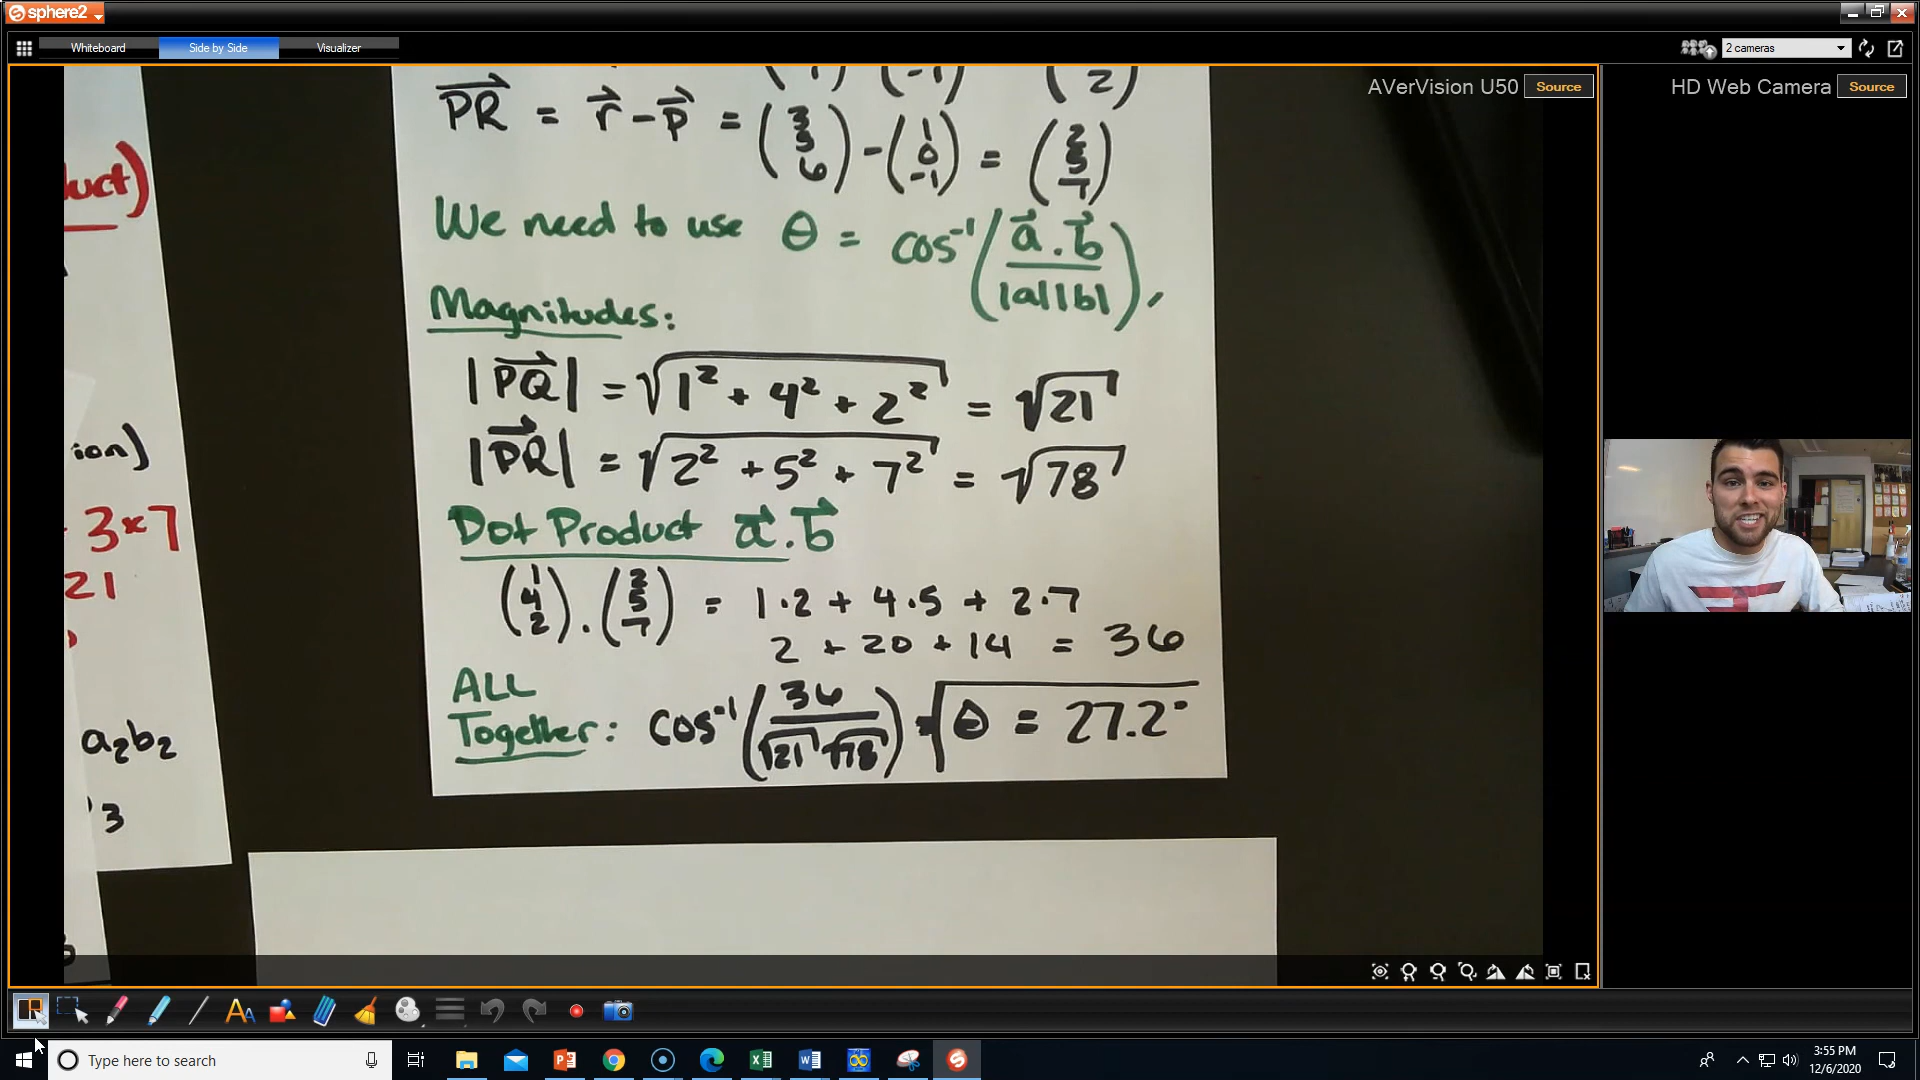 sphere2
Whiteboard
Side by Side
Visualizer
2 cameras
AVerVision U50
Source
HD Web Camera
Source
uct)
ion)
3×7
21
a₂b₂
3
-1
2
PR = r - p = (3 5 6) - (1 0 -1) = (2 5 7)
We need to use θ = cos⁻¹(a⃗.b⃗ / |a||b|),
Magnitudes:
|PQ| = √1² + 4² + 2² = √21
|PR| = √2² + 5² + 7² = √78
Dot Product a⃗.b⃗
(1 4 2).(2 5 7) = 1·2 + 4·5 + 2·7
2 + 20 + 14 = 36
ALL
Together: cos⁻¹(36 / √21 √78) = θ = 27.2°
Type here to search
3:55 PM
12/6/2020